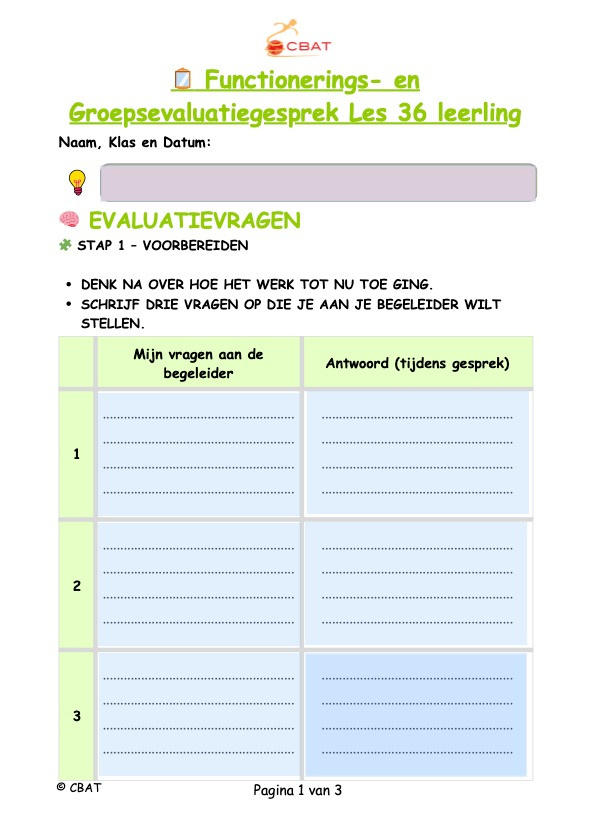 CBAT
Functionerings- en
Groepsevaluatiegesprek Les 36 leerling
Naam, Klas en Datum:
EVALUATIEVRAGEN
STAP 1 – VOORBEREIDEN
• DENK NA OVER HOE HET WERK TOT NU TOE GING.
• SCHRIJF DRIE VRAGEN OP DIE JE AAN JE BEGELEIDER WILT
STELLEN.
Mijn vragen aan de
begeleider
Antwoord (tijdens gesprek)
1
2
3
© CBAT
Pagina 1 van 3